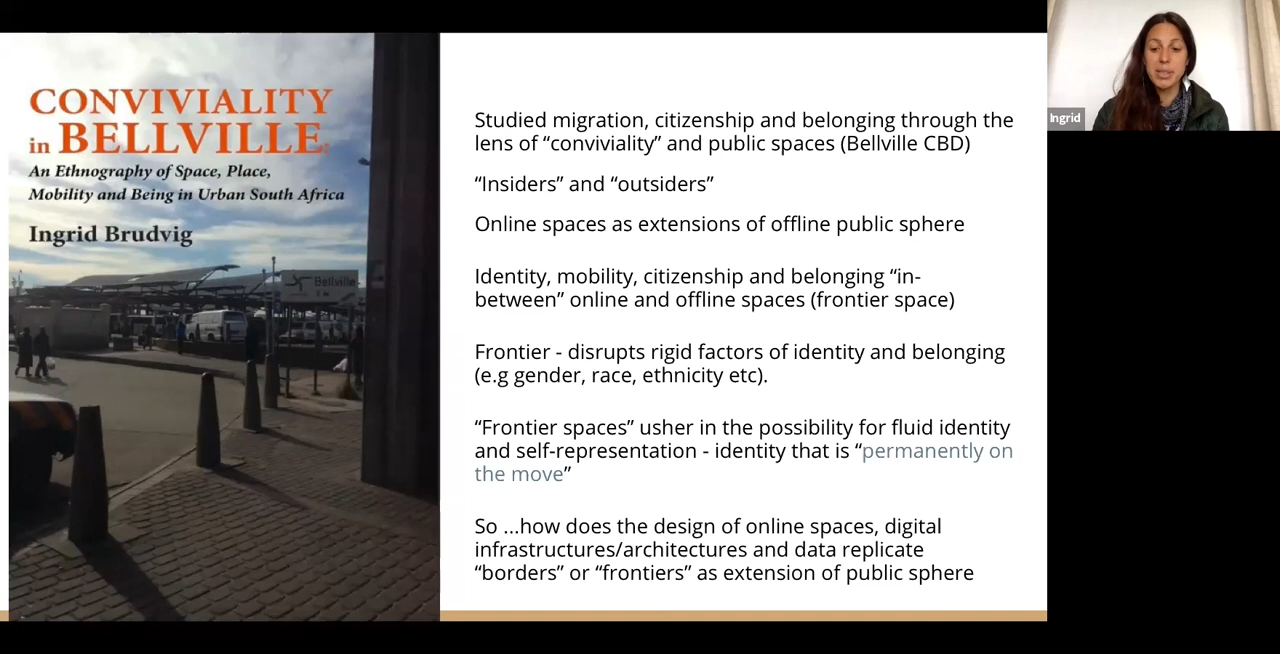 CONVIVIALITY
in BELLVILLE:
An Ethnography of Space, Place,
Mobility and Being in Urban South Africa
Ingrid Brudvig
Bellville
Studied migration, citizenship and belonging through the
lens of “conviviality” and public spaces (Bellville CBD)
“Insiders” and “outsiders”
Online spaces as extensions of offline public sphere
Identity, mobility, citizenship and belonging “in-
between” online and offline spaces (frontier space)
Frontier - disrupts rigid factors of identity and belonging
(e.g gender, race, ethnicity etc).
“Frontier spaces” usher in the possibility for fluid identity
and self-representation - identity that is “permanently on
the move”
So ...how does the design of online spaces, digital
infrastructures/architectures and data replicate
“borders” or “frontiers” as extension of public sphere
Ingrid